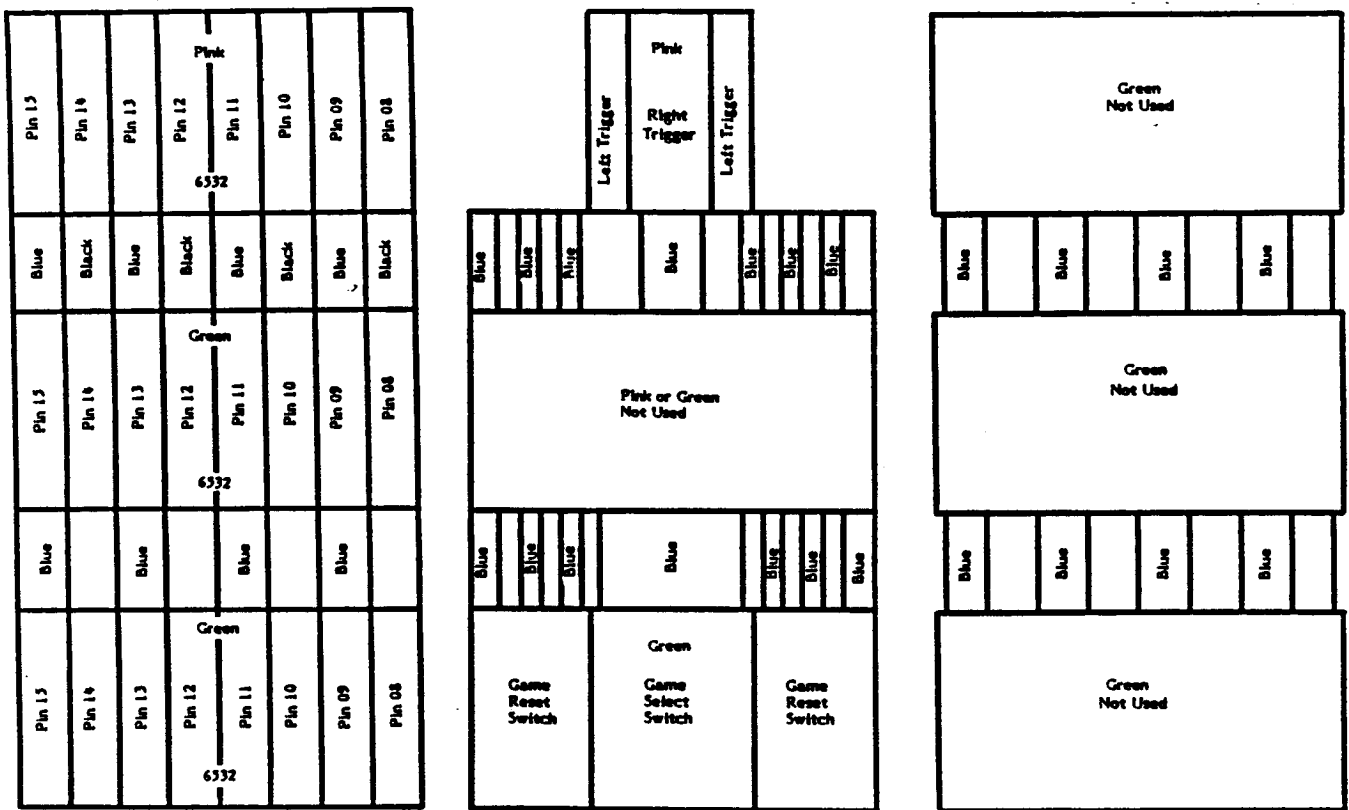 Pink
Pin 15
Pin 14
Pin 13
Pin 12
Pin 11
Pin 10
Pin 09
Pin 08
6532
Blue
Black
Blue
Black
Blue
Black
Blue
Black
Green
Pin 15
Pin 14
Pin 13
Pin 12
Pin 11
Pin 10
Pin 09
Pin 08
6532
Blue
Blue
Blue
Blue
Green
Pin 15
Pin 14
Pin 13
Pin 12
Pin 11
Pin 10
Pin 09
Pin 08
6532
Left Trigger
Pink
Right
Trigger
Left Trigger
Blue
Blue
Blue
Blue
Blue
Blue
Blue
Pink or Green
Not Used
Blue
Blue
Blue
Blue
Blue
Blue
Blue
Game
Reset
Switch
Green
Game
Select
Switch
Game
Reset
Switch
Green
Not Used
Blue
Blue
Blue
Blue
Green
Not Used
Blue
Blue
Blue
Blue
Green
Not Used